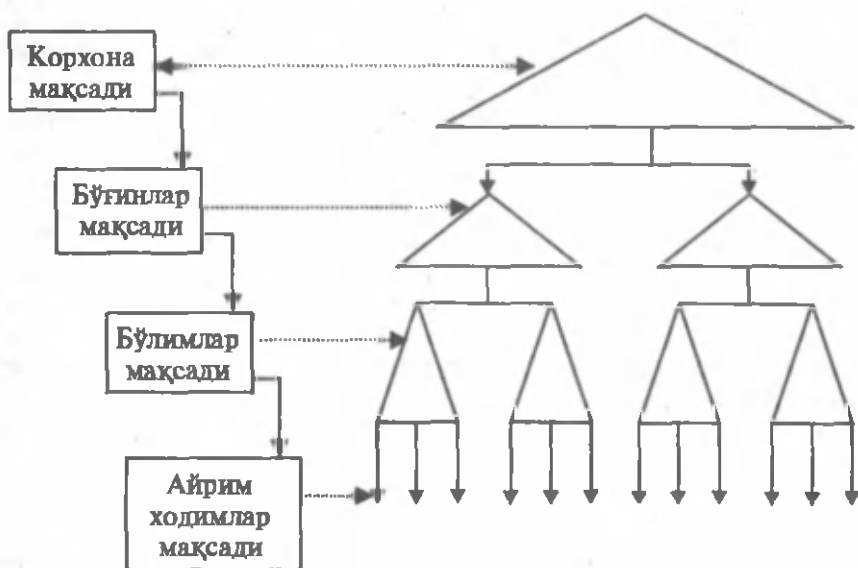 Корхона
мақсади
Бўғинлар
мақсади
Бўлимлар
мақсади
Айрим
ходимлар
мақсади